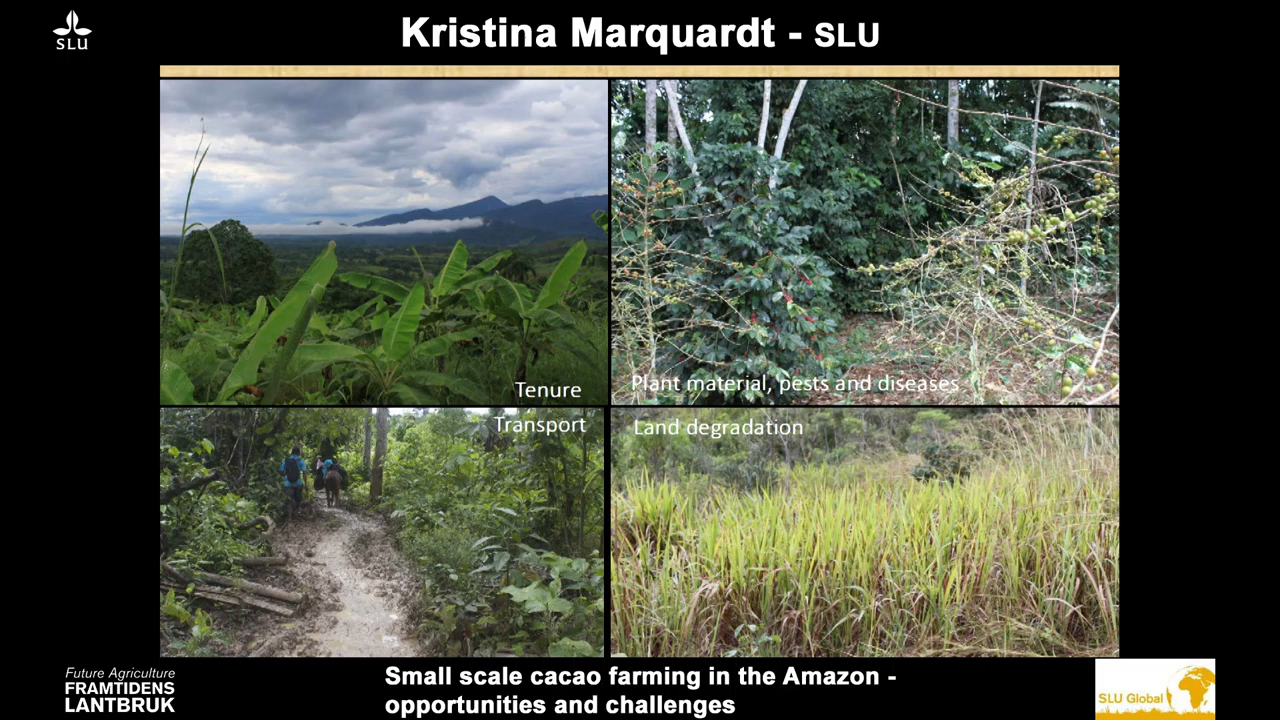 SLU
Kristina Marquardt - SLU
Tenure
Plant material, pests and diseases
Transport
Land degradation
Future Agriculture
FRAMTIDENS
LANTBRUK
Small scale cacao farming in the Amazon -
opportunities and challenges
SLU Global